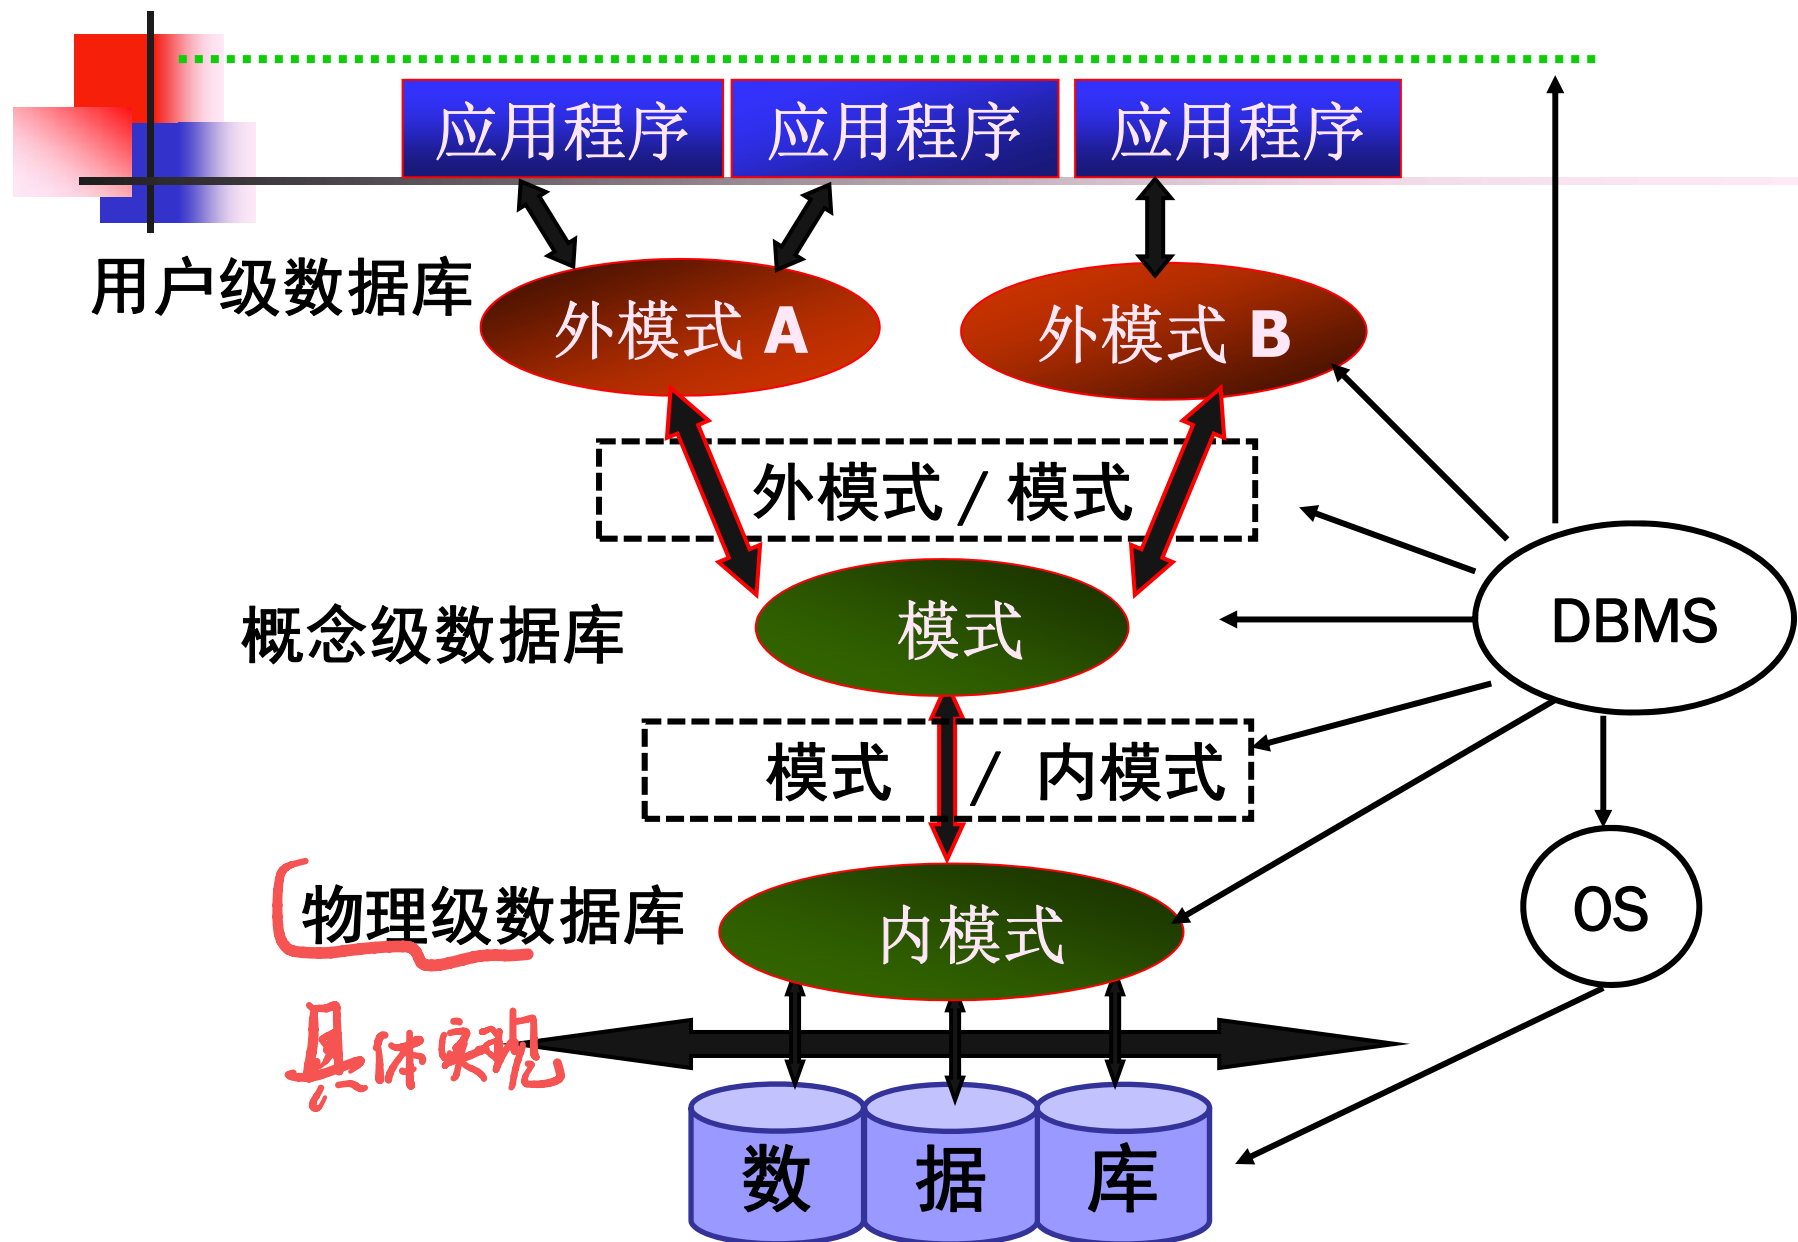 应用程序 应用程序 应用程序
用户级数据库
外模式 A 外模式 B
外模式 / 模式
概念级数据库
模式
DBMS
模式 / 内模式
物理级数据库
内模式
OS
具体实现
数 据 库